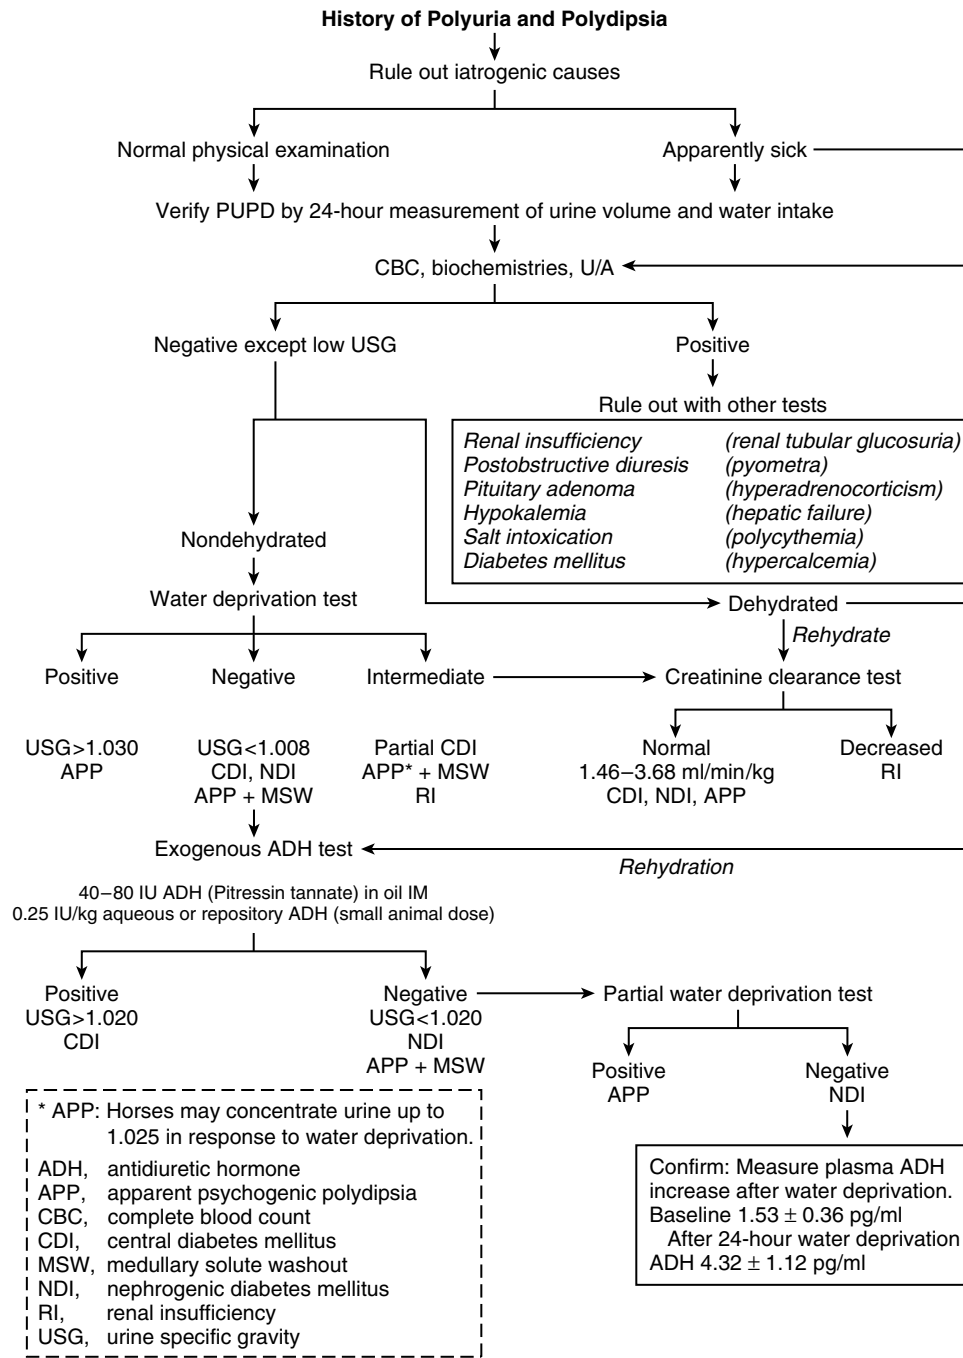 History of Polyuria and Polydipsia
Rule out iatrogenic causes
Normal physical examination
Apparently sick
Verify PUPD by 24-hour measurement of urine volume and water intake
CBC, biochemistries, U/A
Negative except low USG
Positive
Rule out with other tests
Renal insufficiency (renal tubular glucosuria)
Postobstructive diuresis (pyometra)
Pituitary adenoma (hyperadrenocorticism)
Hypokalemia (hepatic failure)
Salt intoxication (polycythemia)
Diabetes mellitus (hypercalcemia)
Nondehydrated
Water deprivation test
Dehydrated
Rehydrate
Positive
Negative
Intermediate
Creatinine clearance test
USG>1.030
APP
USG<1.008
CDI, NDI
APP + MSW
Partial CDI
APP* + MSW
RI
Normal
1.46–3.68 ml/min/kg
CDI, NDI, APP
Decreased
RI
Exogenous ADH test
Rehydration
40–80 IU ADH (Pitressin tannate) in oil IM
0.25 IU/kg aqueous or repository ADH (small animal dose)
Positive
USG>1.020
CDI
Negative
USG<1.020
NDI
APP + MSW
Partial water deprivation test
Positive
APP
Negative
NDI
* APP: Horses may concentrate urine up to
1.025 in response to water deprivation.
ADH, antidiuretic hormone
APP, apparent psychogenic polydipsia
CBC, complete blood count
CDI, central diabetes mellitus
MSW, medullary solute washout
NDI, nephrogenic diabetes mellitus
RI, renal insufficiency
USG, urine specific gravity
Confirm: Measure plasma ADH
increase after water deprivation.
Baseline 1.53 ± 0.36 pg/ml
After 24-hour water deprivation
ADH 4.32 ± 1.12 pg/ml